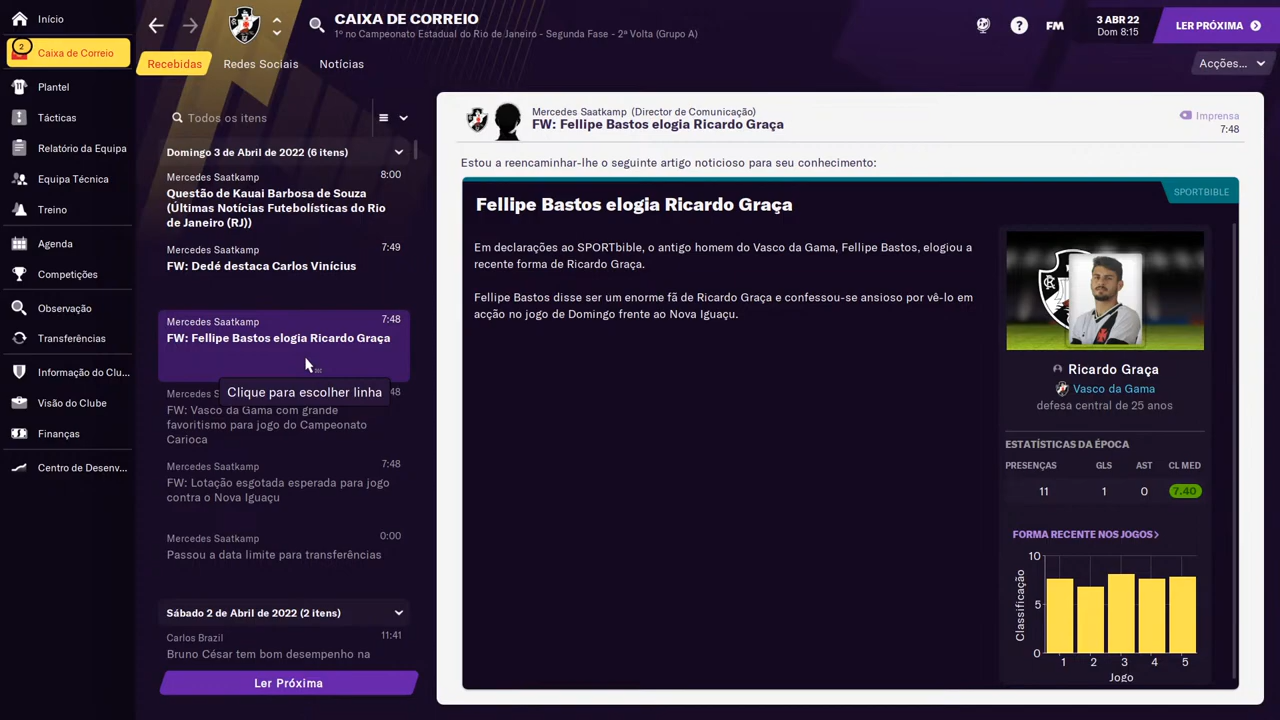 Início
2
Caixa de Correio
Plantel
Tácticas
Relatório da Equipa
Equipa Técnica
Treino
Agenda
Competições
Observação
Transferências
Informação do Clu...
Visão do Clube
Finanças
Centro de Desenv...
CAIXA DE CORREIO
1º no Campeonato Estadual do Rio de Janeiro - Segunda Fase - 2ª Volta (Grupo A)
FM
3 ABR 22
Dom 8:15
LER PRÓXIMA
Recebidas
Redes Sociais
Notícias
Acções...
Todos os itens
Domingo 3 de Abril de 2022 (6 itens)
Mercedes Saatkamp 8:00
Questão de Kauai Barbosa de Souza
(Últimas Notícias Futebolísticas do Rio
de Janeiro (RJ))
Mercedes Saatkamp 7:49
FW: Dedé destaca Carlos Vinícius
Mercedes Saatkamp 7:48
FW: Fellipe Bastos elogia Ricardo Graça
Clique para escolher linha
Mercedes S 48
FW: Vasco da Gama com grande
favoritismo para jogo do Campeonato
Carioca
Mercedes Saatkamp 7:48
FW: Lotação esgotada esperada para jogo
contra o Nova Iguaçu
Mercedes Saatkamp 0:00
Passou a data limite para transferências
Sábado 2 de Abril de 2022 (2 itens)
Carlos Brazil 11:41
Bruno César tem bom desempenho na
Ler Próxima
Mercedes Saatkamp (Director de Comunicação)
FW: Fellipe Bastos elogia Ricardo Graça
Imprensa
7:48
Estou a reencaminhar-lhe o seguinte artigo noticioso para seu conhecimento:
SPORTBIBLE
Fellipe Bastos elogia Ricardo Graça
Em declarações ao SPORTbible, o antigo homem do Vasco da Gama, Fellipe Bastos, elogiou a
recente forma de Ricardo Graça.
Fellipe Bastos disse ser um enorme fã de Ricardo Graça e confessou-se ansioso por vê-lo em
acção no jogo de Domingo frente ao Nova Iguaçu.
Ricardo Graça
Vasco da Gama
defesa central de 25 anos
ESTATÍSTICAS DA ÉPOCA
PRESENÇAS GLS AST CL MED
11 1 0 7.40
FORMA RECENTE NOS JOGOS>
10
5
0
Classificação
1 2 3 4 5
Jogo